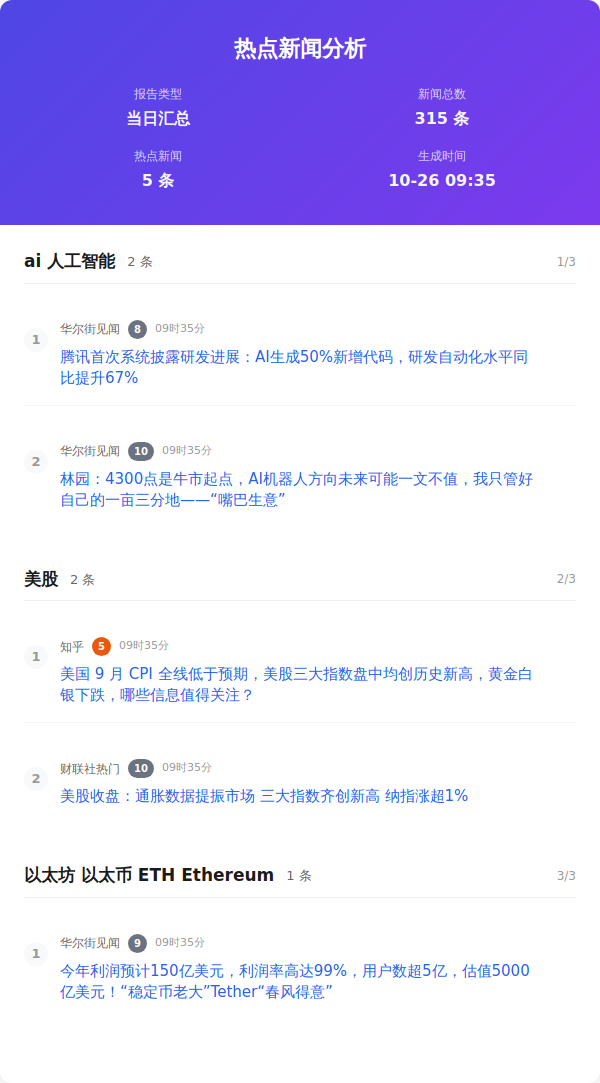 热点新闻分析
报告类型
当日汇总
新闻总数
315 条
热点新闻
5 条
生成时间
10-26 09:35
ai 人工智能 2 条 1/3
1
华尔街见闻 8 09时35分
腾讯首次系统披露研发进展：AI生成50%新增代码，研发自动化水平同
比提升67%
2
华尔街见闻 10 09时35分
林园：4300点是牛市起点，AI机器人方向未来可能一文不值，我只管好
自己的一亩三分地——“嘴巴生意”
美股 2 条 2/3
1
知乎 5 09时35分
美国 9 月 CPI 全线低于预期，美股三大指数盘中均创历史新高，黄金白
银下跌，哪些信息值得关注？
2
财联社热门 10 09时35分
美股收盘：通胀数据提振市场 三大指数齐创新高 纳指涨超1%
以太坊 以太币 ETH Ethereum 1 条 3/3
1
华尔街见闻 9 09时35分
今年利润预计150亿美元，利润率高达99%，用户数超5亿，估值5000
亿美元！“稳定币老大”Tether“春风得意”